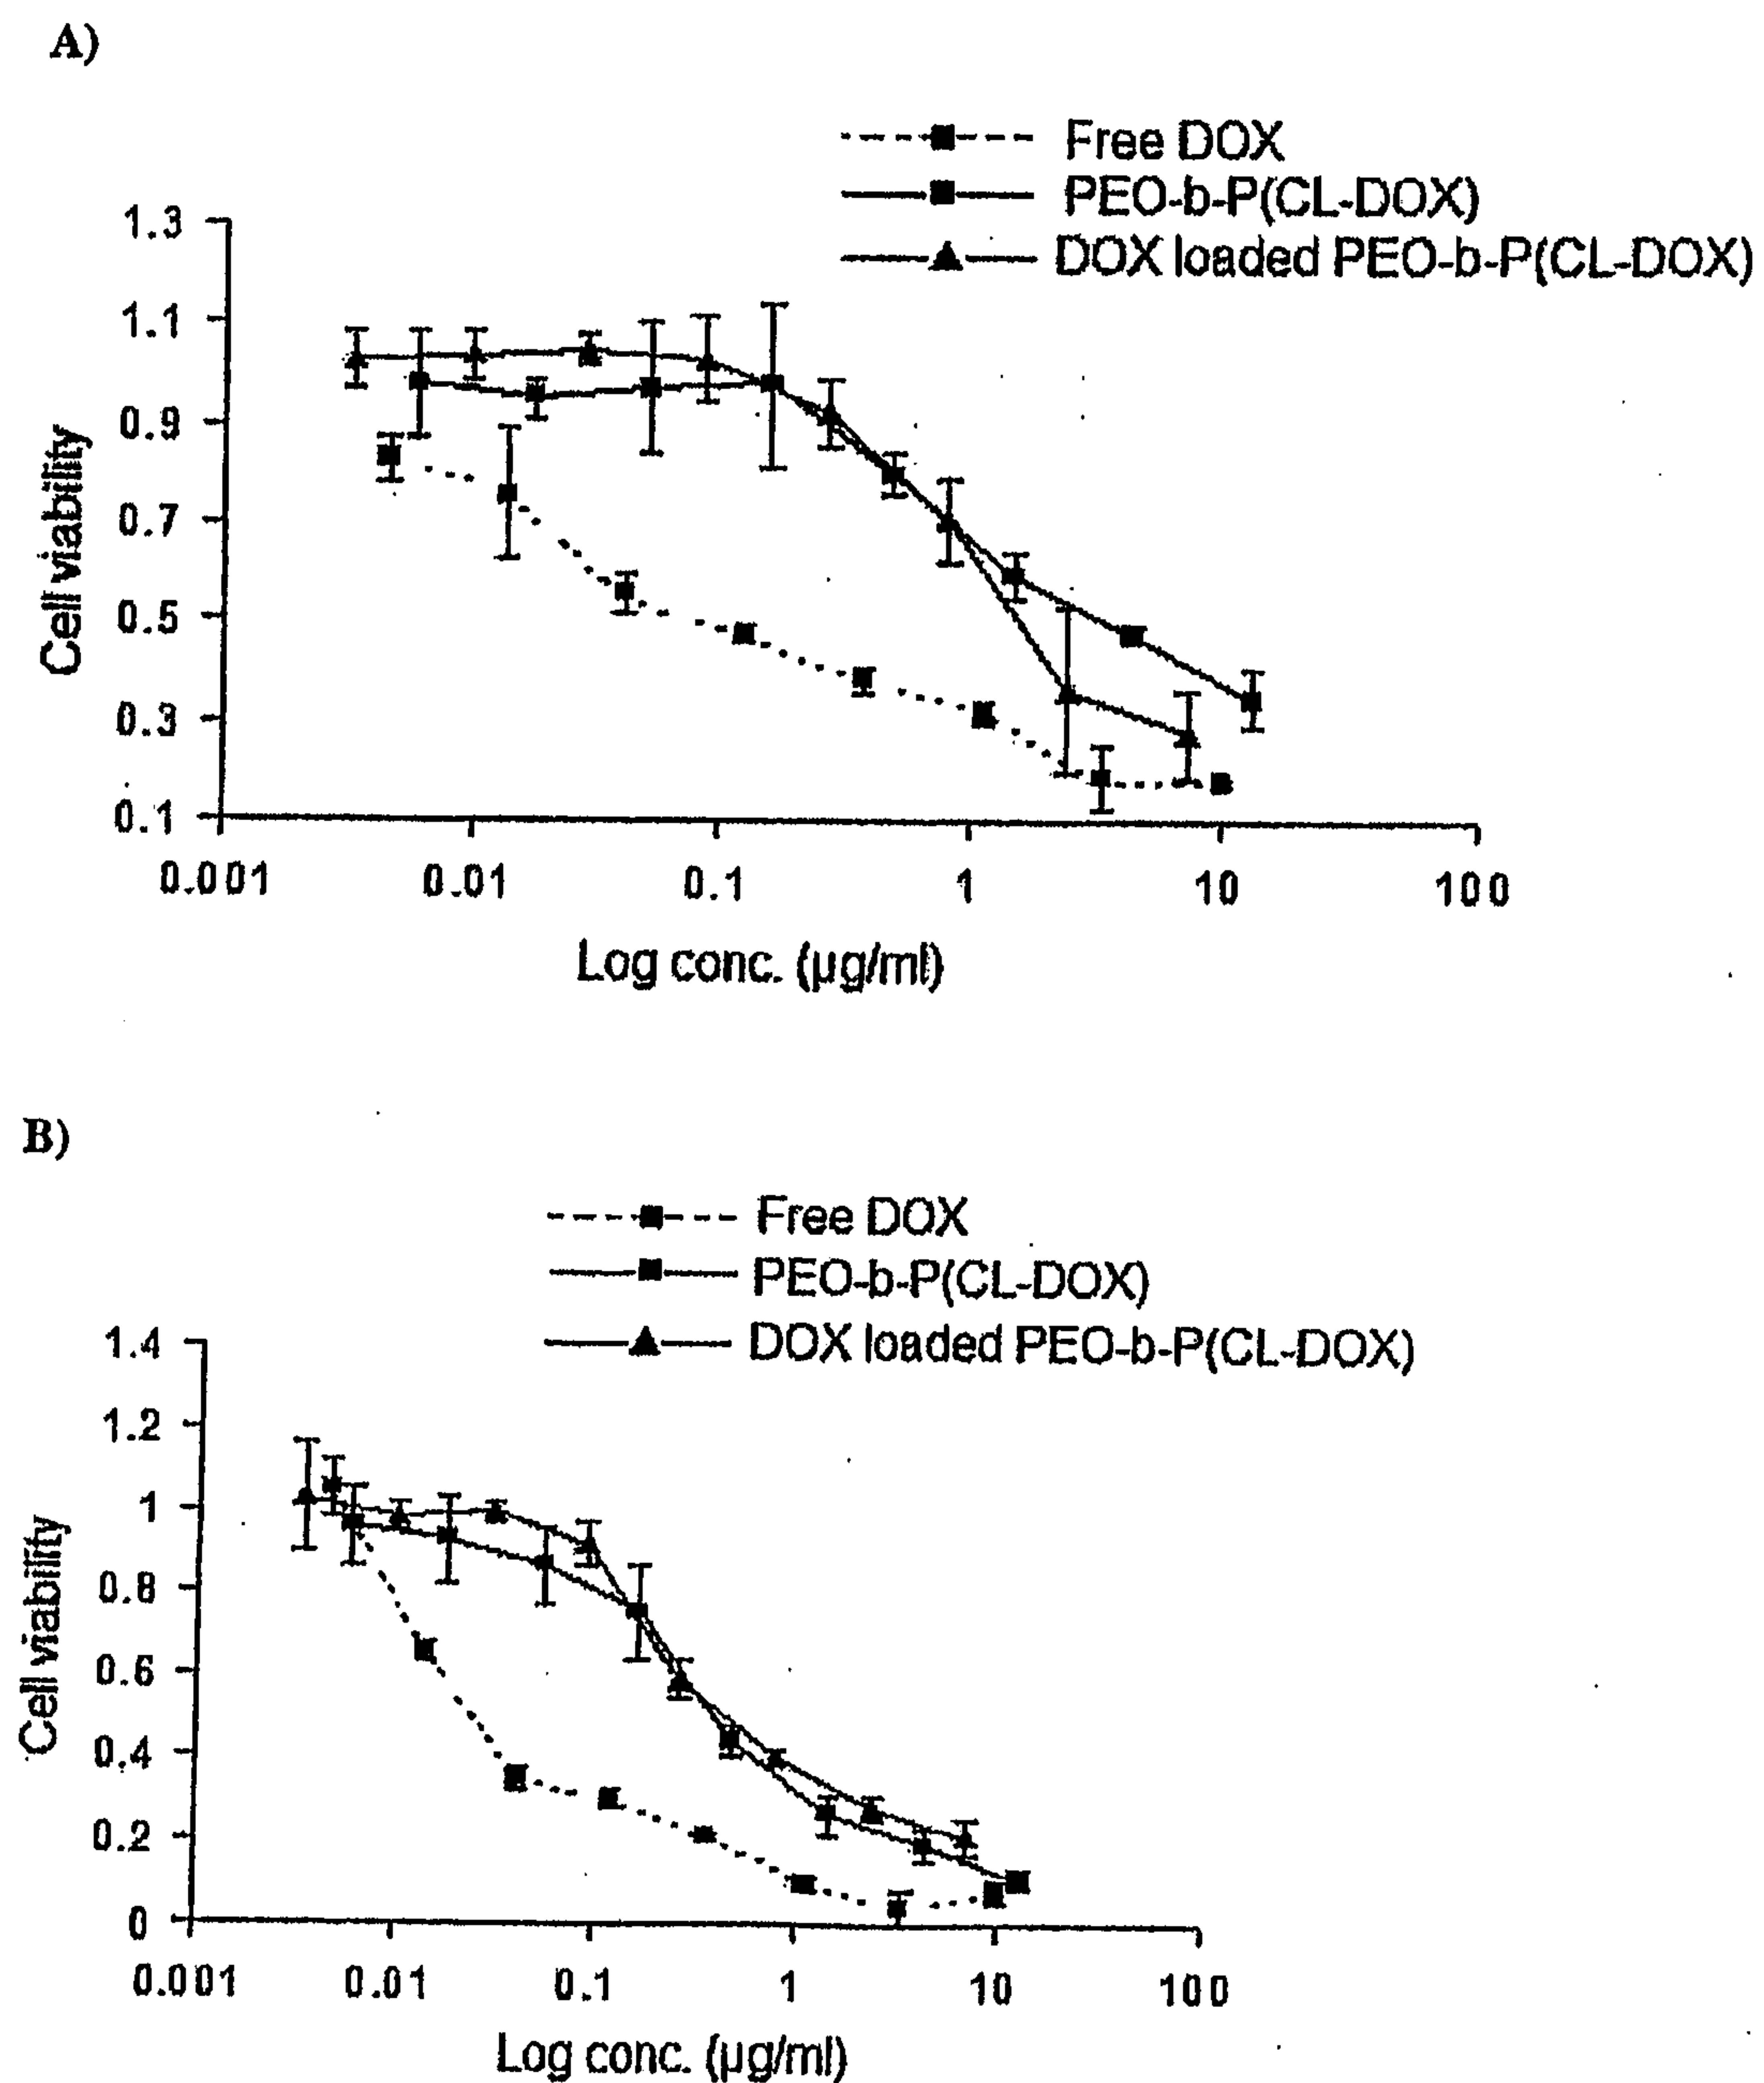 A)
Free DOX
PEO-b-P(CL-DOX)
DOX loaded PEO-b-P(CL-DOX)
1.3
1.1
0.9
0.7
0.5
0.3
0.1
Cell viability
0.001 0.01 0.1 1 10 100
Log conc. (µg/ml)
B)
Free DOX
PEO-b-P(CL-DOX)
DOX loaded PEO-b-P(CL-DOX)
1.4
1.2
1
0.8
0.6
0.4
0.2
0
Cell viability
0.001 0.01 0.1 1 10 100
Log conc. (µg/ml)